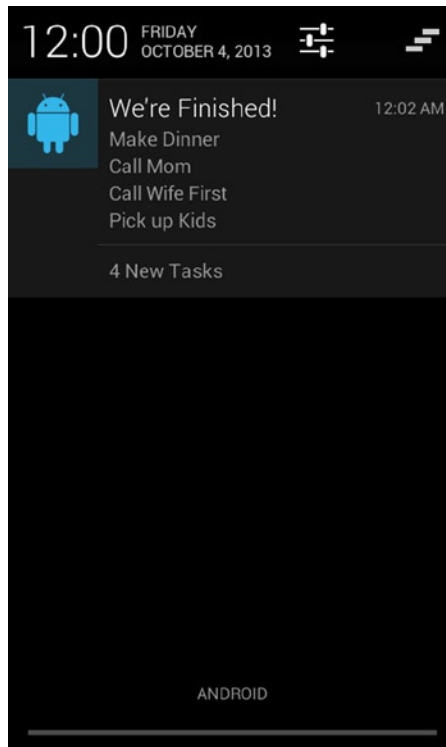 12:00
FRIDAY
OCTOBER 4, 2013
We're Finished!
12:02 AM
Make Dinner
Call Mom
Call Wife First
Pick up Kids
4 New Tasks
ANDROID